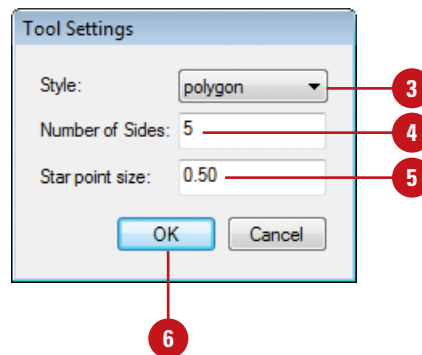 Tool Settings
Style: polygon 3
Number of Sides: 5 4
Star point size: 0.50 5
OK Cancel
6